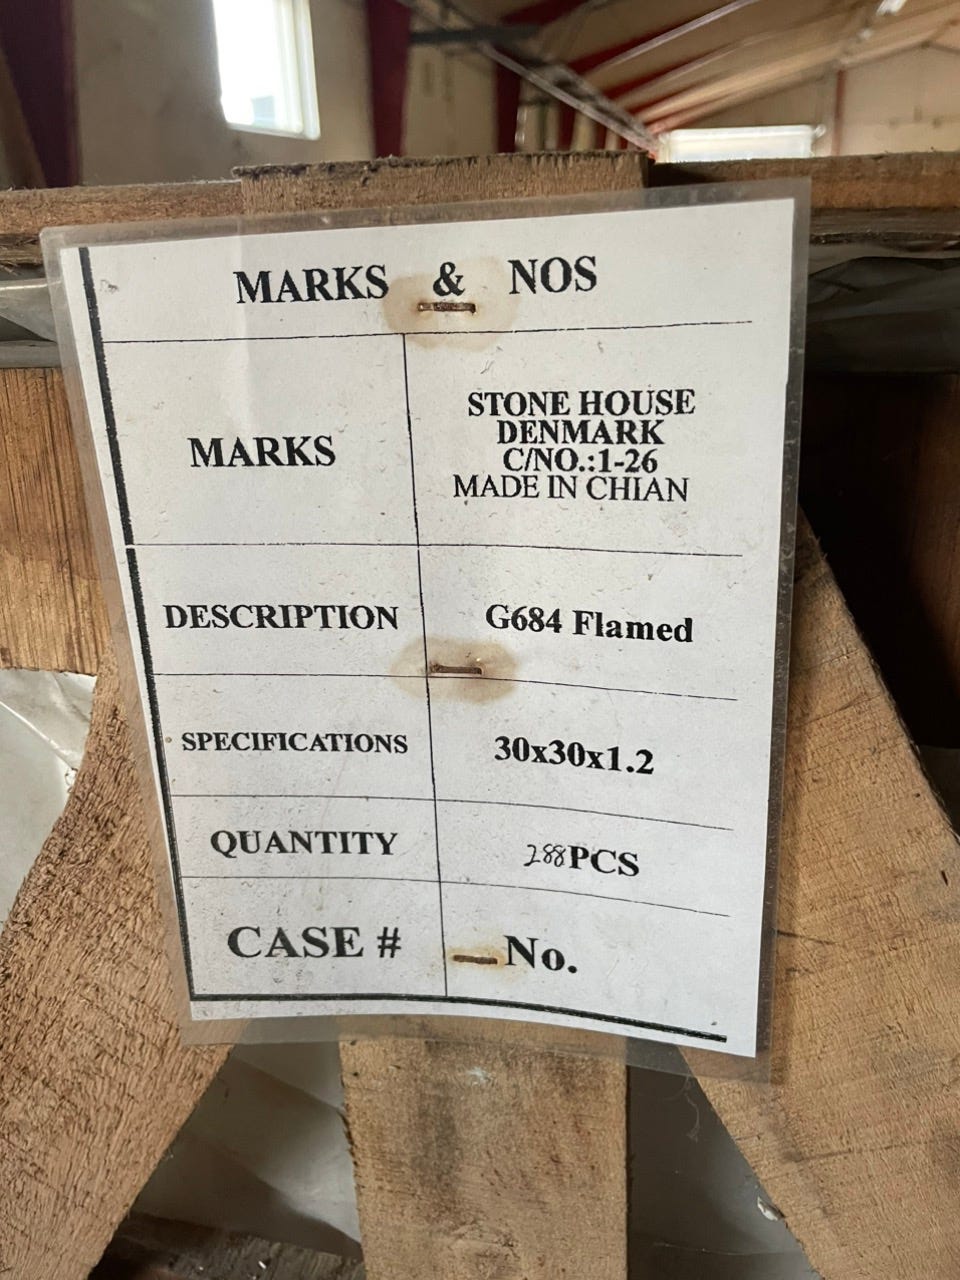 MARKS & NOS
MARKS
STONE HOUSE
DENMARK
C/NO.:1-26
MADE IN CHIAN
DESCRIPTION
G684 Flamed
SPECIFICATIONS
30x30x1.2
QUANTITY
288PCS
CASE #
No.